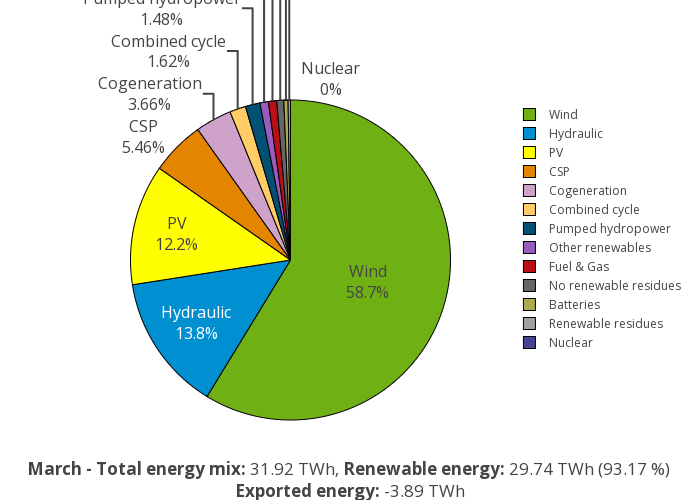 Pumped hydropower
1.48%
Combined cycle
1.62%
Cogeneration
3.66%
CSP
5.46%
Nuclear
0%
PV
12.2%
Wind
58.7%
Hydraulic
13.8%
Wind
Hydraulic
PV
CSP
Cogeneration
Combined cycle
Pumped hydropower
Other renewables
Fuel & Gas
No renewable residues
Batteries
Renewable residues
Nuclear
March - Total energy mix: 31.92 TWh, Renewable energy: 29.74 TWh (93.17 %)
Exported energy: -3.89 TWh